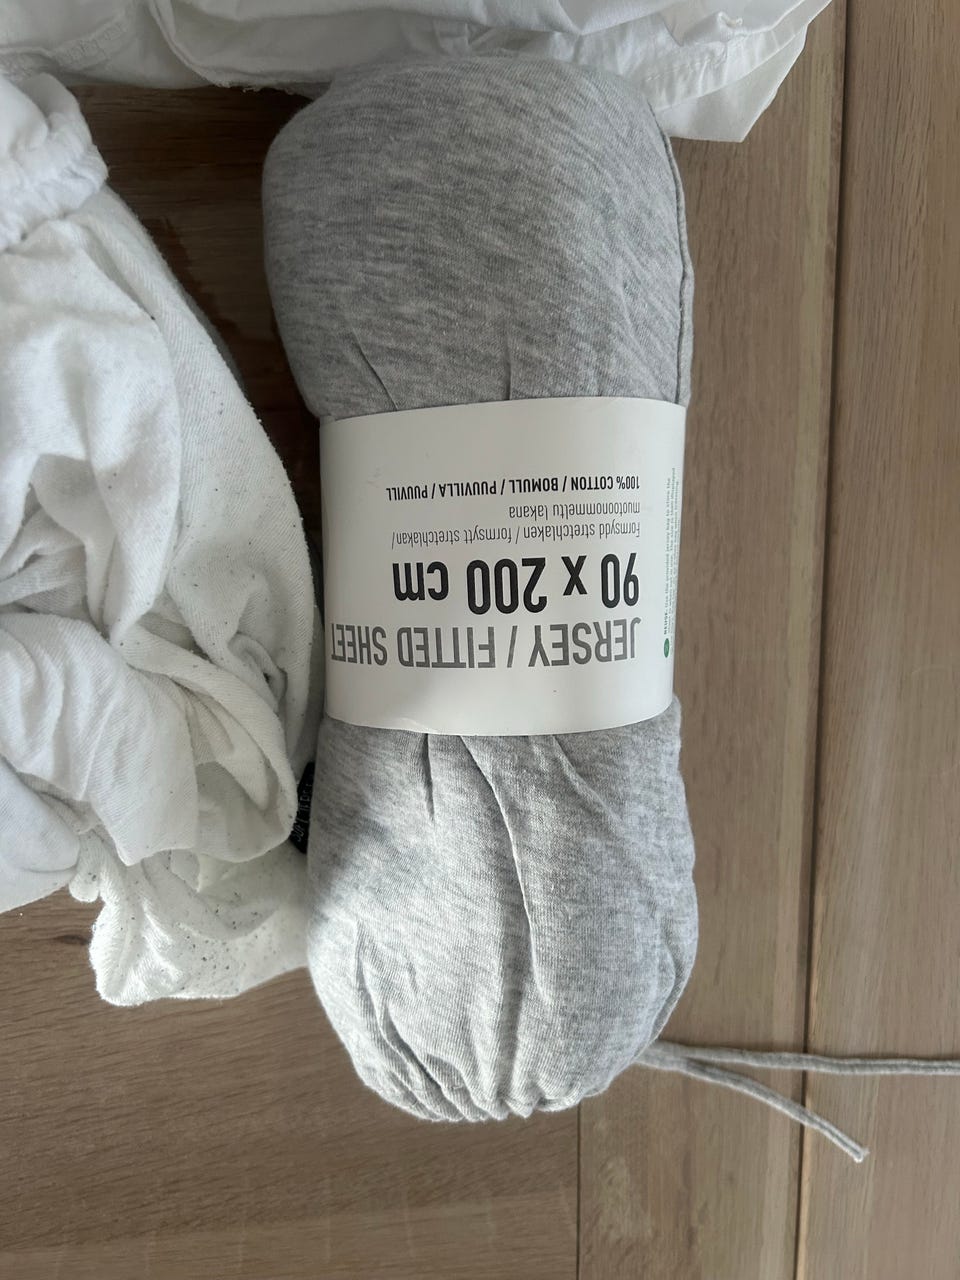 JERSEY / FITTED SHEET
90 x 200 cm
Formsydd stretchlaken / formsytt stretchlakan/
muotoonommeltu lakana
100% COTTON / BOMULL / PUUVILLA / PUUVILL